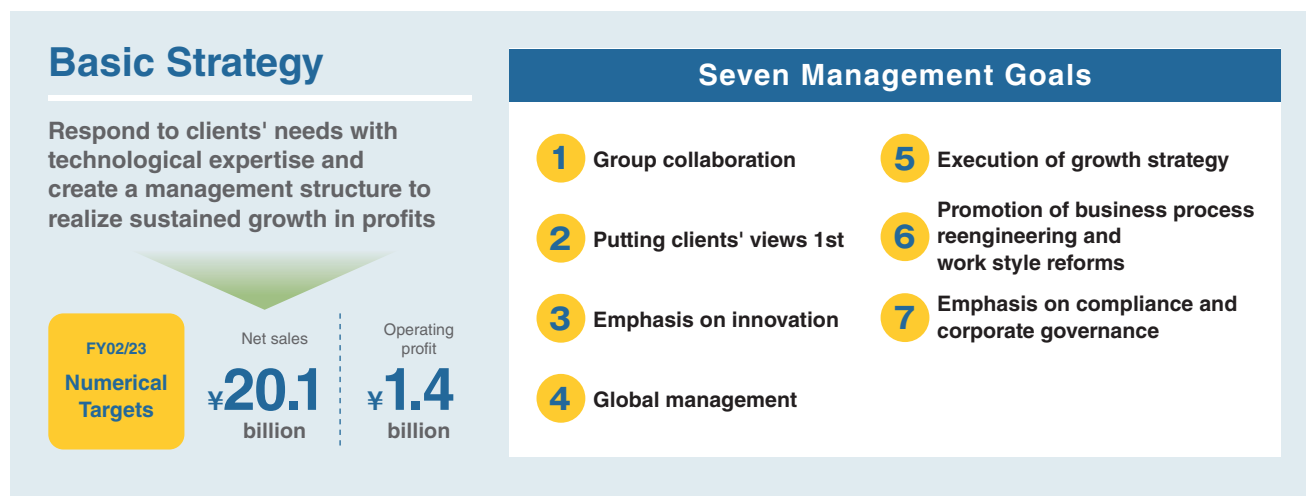 Basic Strategy
Respond to clients' needs with
technological expertise and
create a management structure to
realize sustained growth in profits
FY02/23
Numerical
Targets
Net sales
¥20.1
billion
Operating
profit
¥1.4
billion
Seven Management Goals
1 Group collaboration
2 Putting clients' views 1st
3 Emphasis on innovation
4 Global management
5 Execution of growth strategy
6 Promotion of business process
reengineering and
work style reforms
7 Emphasis on compliance and
corporate governance